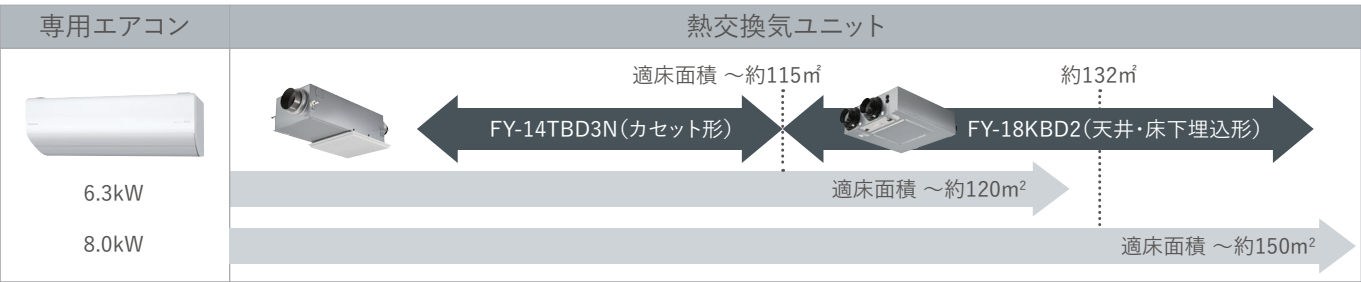 専用エアコン
熱交換気ユニット
適床面積 ～約115㎡
約132㎡
FY-14TBD3N（カセット形）
FY-18KBD2（天井・床下埋込形）
6.3kW
適床面積 ～約120m²
8.0kW
適床面積 ～約150m²